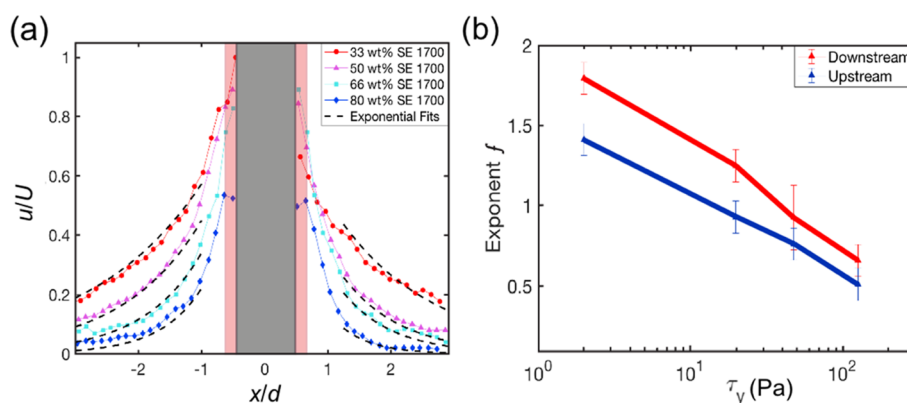 (a)
1
0.8
0.6
0.4
0.2
0
u/U
-2
-1
0
1
2
x/d
33 wt% SE 1700
50 wt% SE 1700
66 wt% SE 1700
80 wt% SE 1700
Exponential Fits
(b)
2
1.5
1
0.5
Exponent f
10⁰
10¹
10²
τy (Pa)
Downstream
Upstream